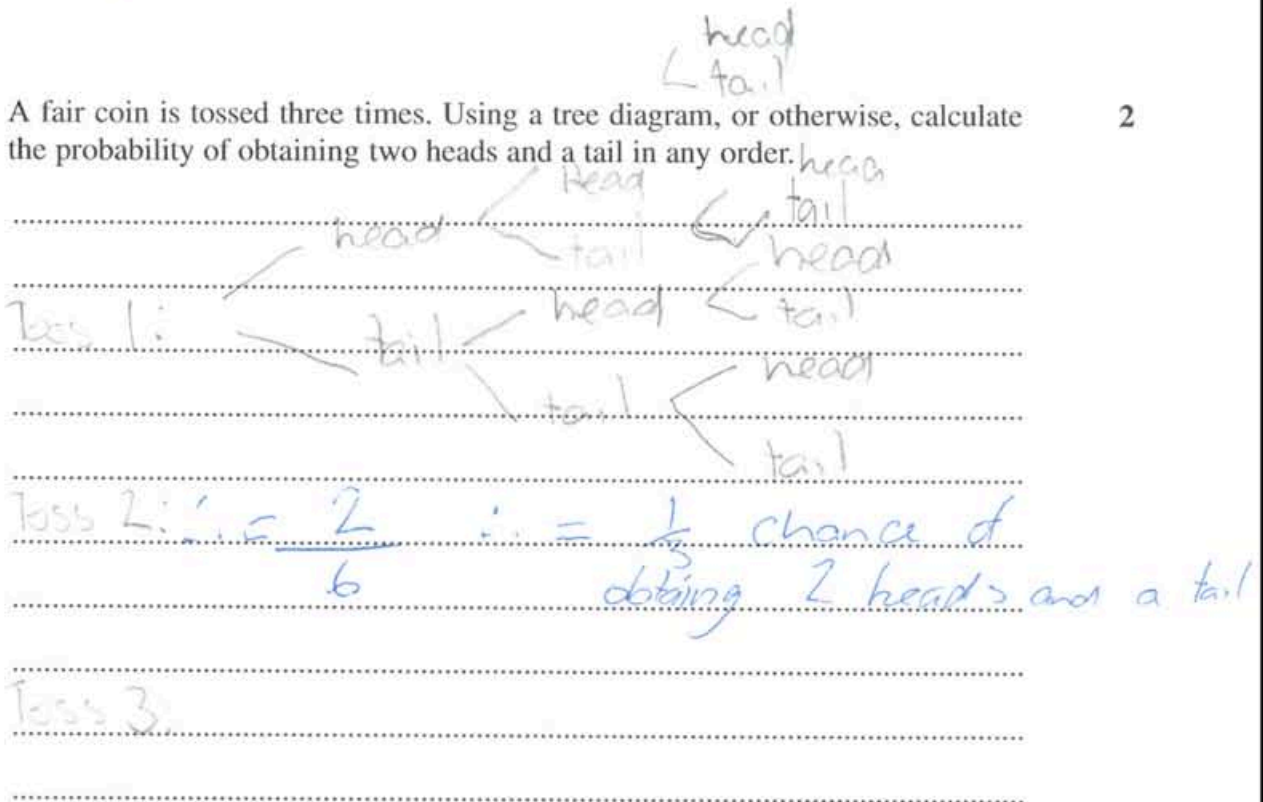 head
tail
A fair coin is tossed three times. Using a tree diagram, or otherwise, calculate 2
the probability of obtaining two heads and a tail in any order.
head
Head
tail
head
tail
head
Toss 1:
head
tail
tail
head
tail
tail
Toss 2: ∴ = 2/6 ∴ = 1/3 chance of
obtaing 2 heads and a tail
Toss 3.